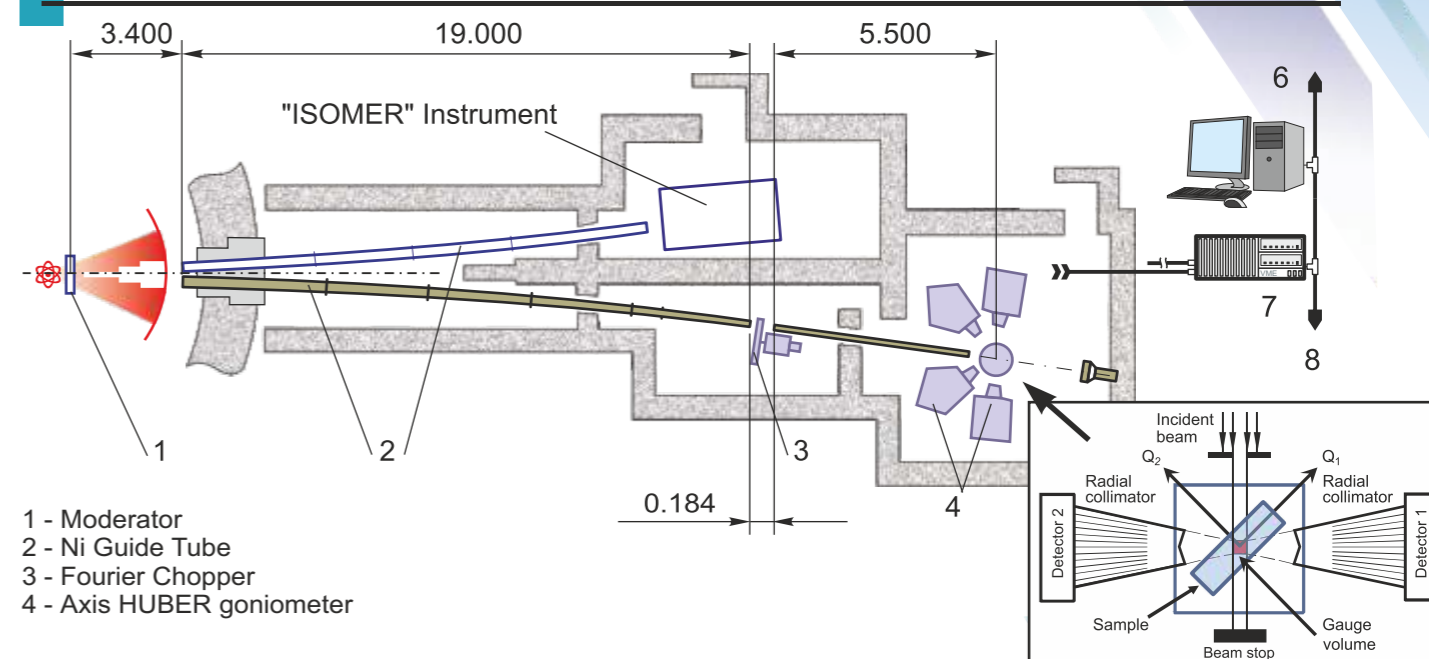 3.400
19.000
5.500
"ISOMER" Instrument
6
VME
7
8
1
2
3
4
0.184
1 - Moderator
2 - Ni Guide Tube
3 - Fourier Chopper
4 - Axis HUBER goniometer
Incident
beam
Q2
Q1
Radial
collimator
Radial
collimator
Detector 2
Detector 1
Sample
Gauge
volume
Beam stop